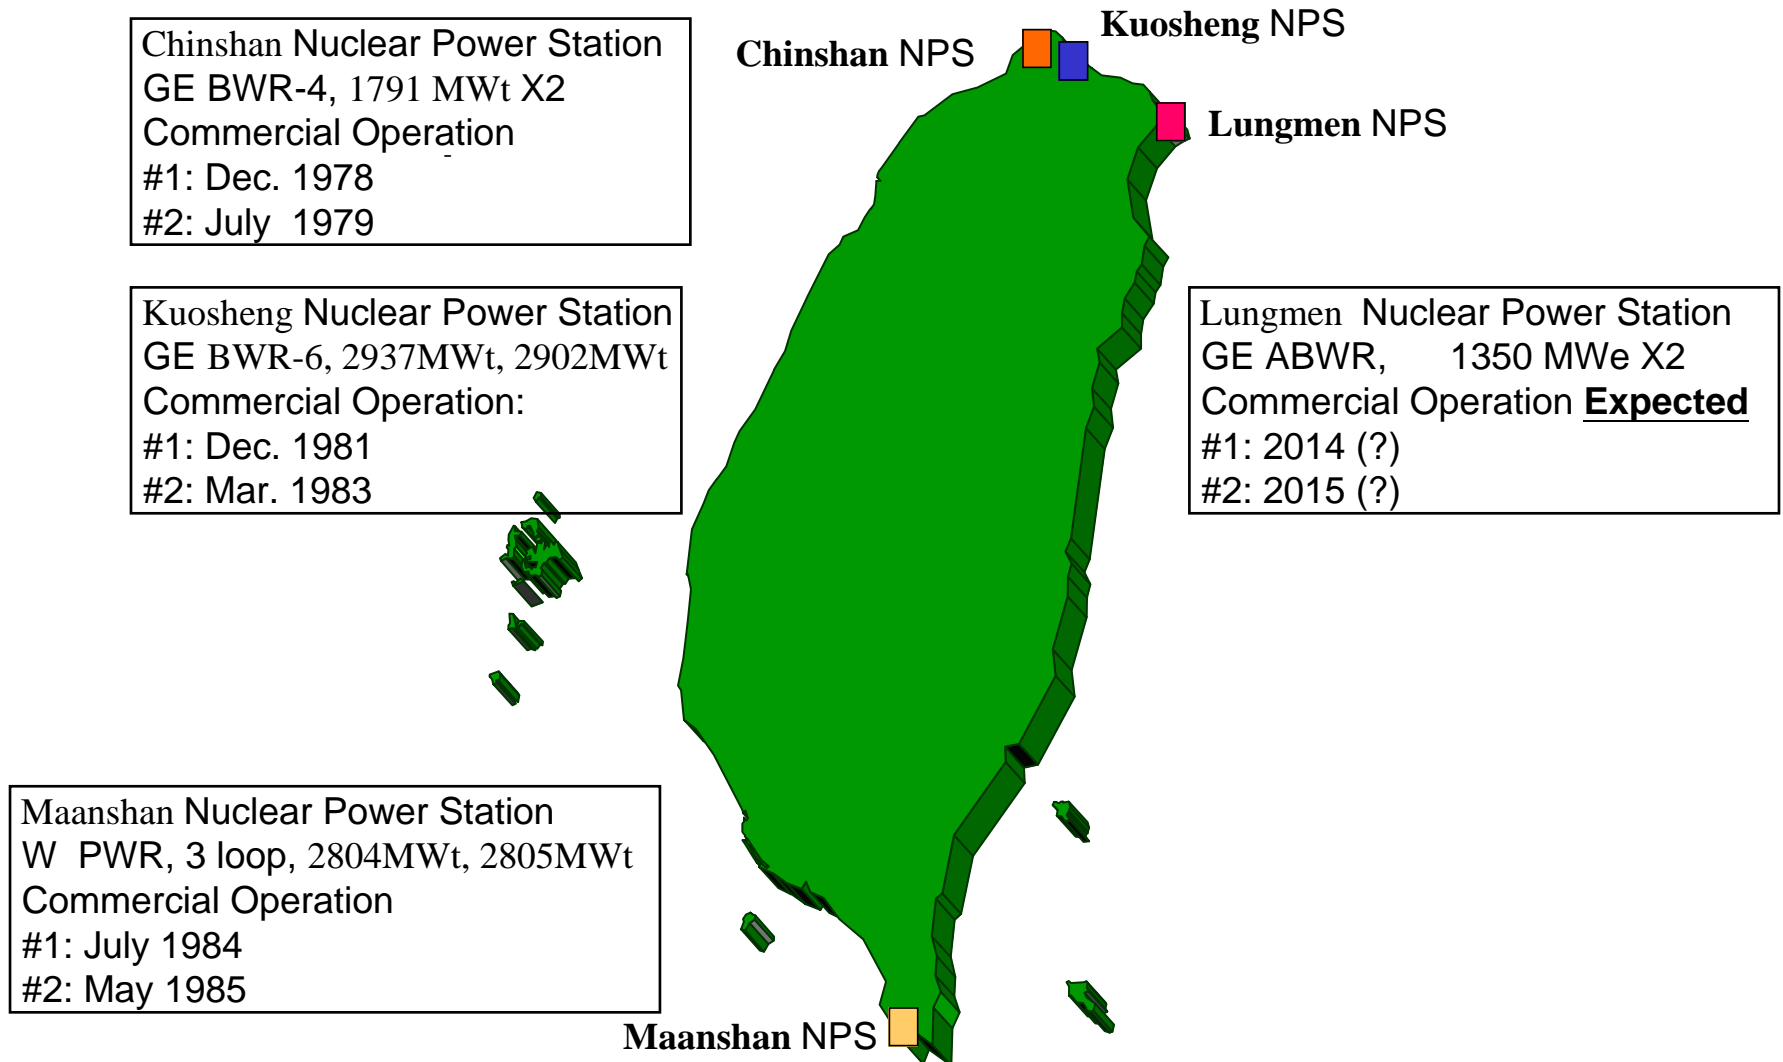 Chinshan Nuclear Power Station
GE BWR-4, 1791 MWt X2
Commercial Operation
#1: Dec. 1978
#2: July 1979
Chinshan NPS
Kuosheng NPS
Lungmen NPS
Kuosheng Nuclear Power Station
GE BWR-6, 2937MWt, 2902MWt
Commercial Operation:
#1: Dec. 1981
#2: Mar. 1983
Lungmen Nuclear Power Station
GE ABWR, 1350 MWe X2
Commercial Operation Expected
#1: 2014 (?)
#2: 2015 (?)
Maanshan Nuclear Power Station
W PWR, 3 loop, 2804MWt, 2805MWt
Commercial Operation
#1: July 1984
#2: May 1985
Maanshan NPS